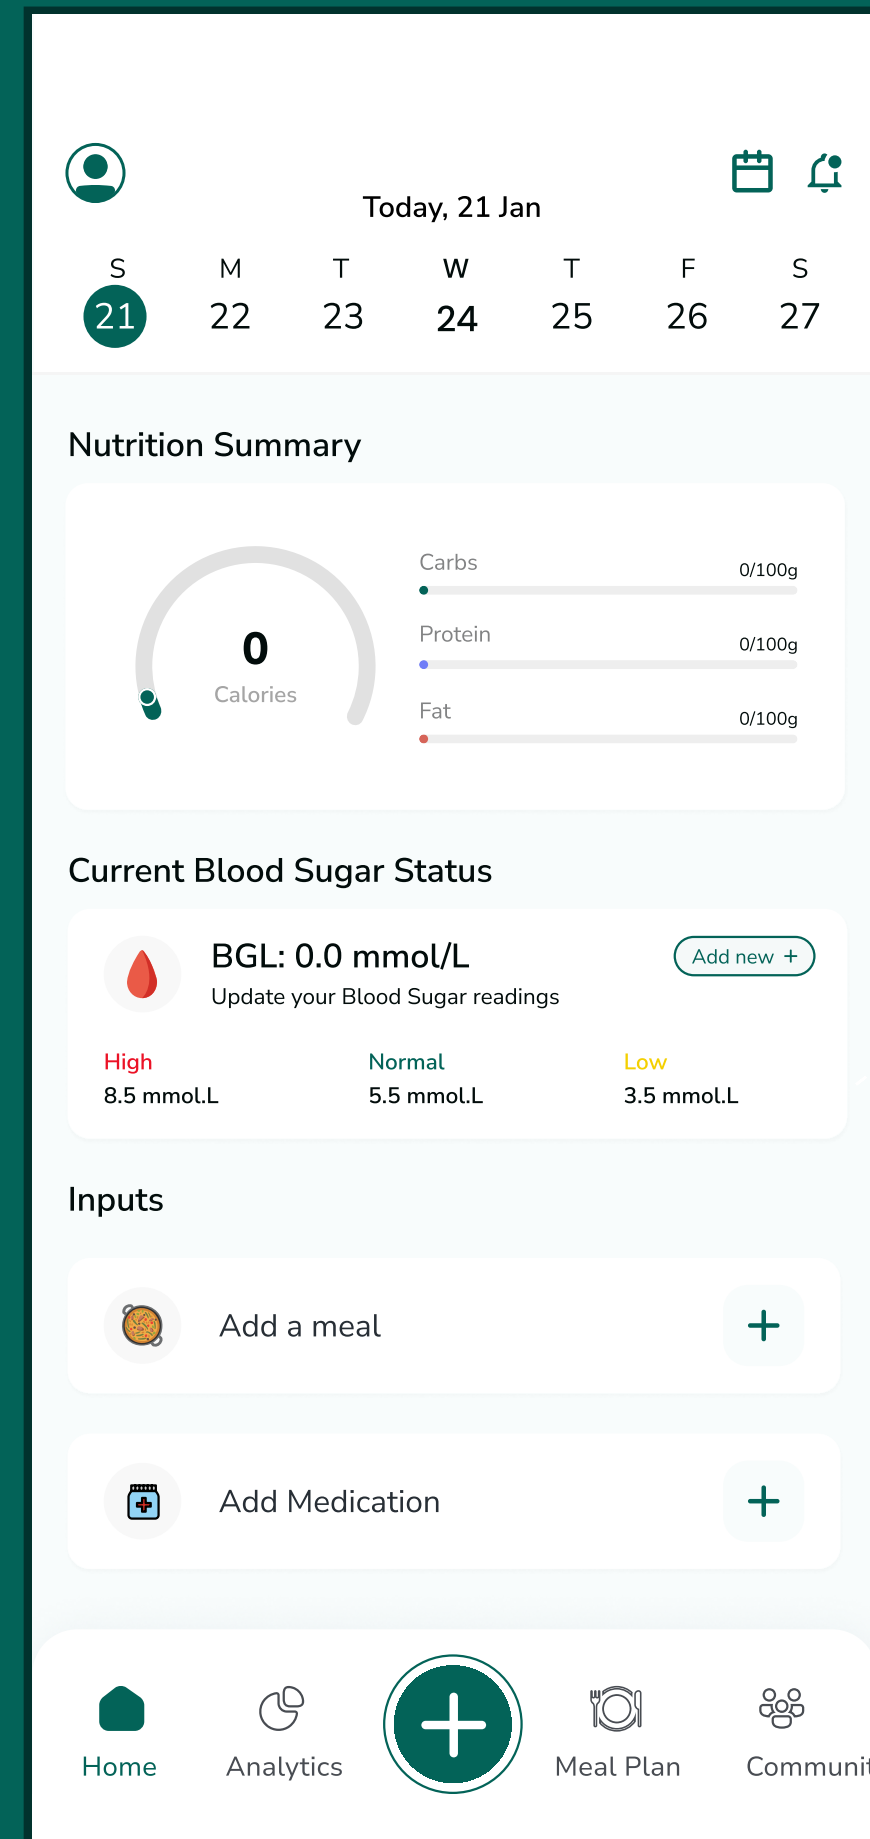 Today, 21 Jan
S M T W T F S
21 22 23 24 25 26 27
Nutrition Summary
0
Calories
Carbs 0/100g
Protein 0/100g
Fat 0/100g
Current Blood Sugar Status
BGL: 0.0 mmol/L
Add new +
Update your Blood Sugar readings
High Normal Low
8.5 mmol.L 5.5 mmol.L 3.5 mmol.L
Inputs
Add a meal
Add Medication
Home Analytics Meal Plan Communit